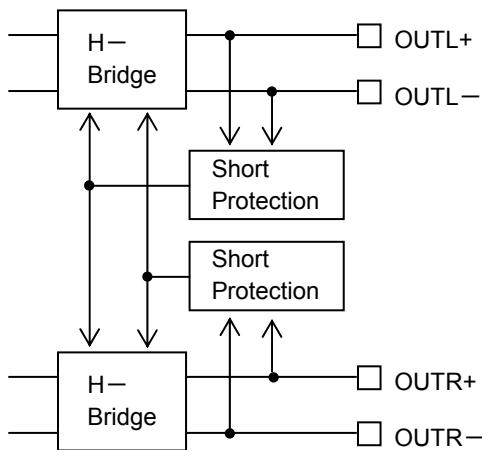 H−
Bridge
OUTL+
OUTL−
Short
Protection
Short
Protection
H−
Bridge
OUTR+
OUTR−